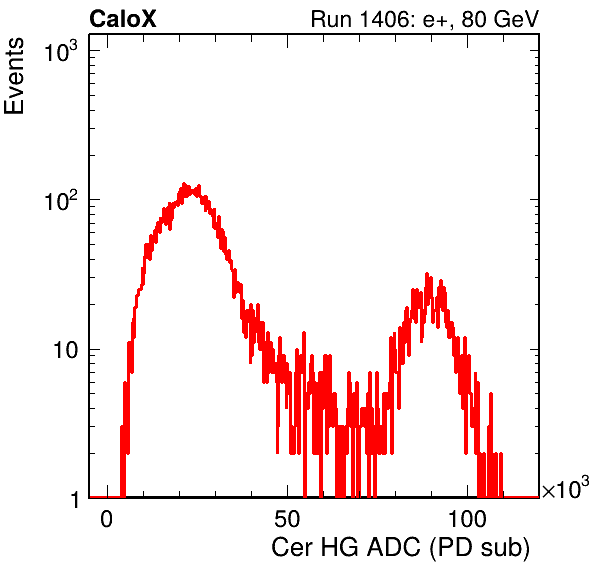 CaloX
Run 1406: e+, 80 GeV
Events
10³
10²
10
1
0
50
100
×10³
Cer HG ADC (PD sub)